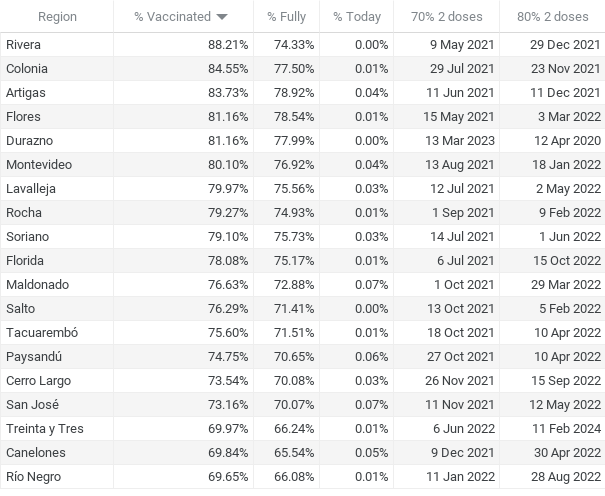 Region % Vaccinated % Fully % Today 70% 2 doses 80% 2 doses
Rivera 88.21% 74.33% 0.00% 9 May 2021 29 Dec 2021
Colonia 84.55% 77.50% 0.01% 29 Jul 2021 23 Nov 2021
Artigas 83.73% 78.92% 0.04% 11 Jun 2021 11 Dec 2021
Flores 81.16% 78.54% 0.01% 15 May 2021 3 Mar 2022
Durazno 81.16% 77.99% 0.00% 13 Mar 2023 12 Apr 2020
Montevideo 80.10% 76.92% 0.04% 13 Aug 2021 18 Jan 2022
Lavalleja 79.97% 75.56% 0.03% 12 Jul 2021 2 May 2022
Rocha 79.27% 74.93% 0.01% 1 Sep 2021 9 Feb 2022
Soriano 79.10% 75.73% 0.03% 14 Jul 2021 1 Jun 2022
Florida 78.08% 75.17% 0.01% 6 Jul 2021 15 Oct 2022
Maldonado 76.63% 72.88% 0.07% 1 Oct 2021 29 Mar 2022
Salto 76.29% 71.41% 0.00% 13 Oct 2021 5 Feb 2022
Tacuarembó 75.60% 71.51% 0.01% 18 Oct 2021 10 Apr 2022
Paysandú 74.75% 70.65% 0.06% 27 Oct 2021 10 Apr 2022
Cerro Largo 73.54% 70.08% 0.03% 26 Nov 2021 15 Sep 2022
San José 73.16% 70.07% 0.07% 11 Nov 2021 12 May 2022
Treinta y Tres 69.97% 66.24% 0.01% 6 Jun 2022 11 Feb 2024
Canelones 69.84% 65.54% 0.05% 9 Dec 2021 30 Apr 2022
Río Negro 69.65% 66.08% 0.01% 11 Jan 2022 28 Aug 2022